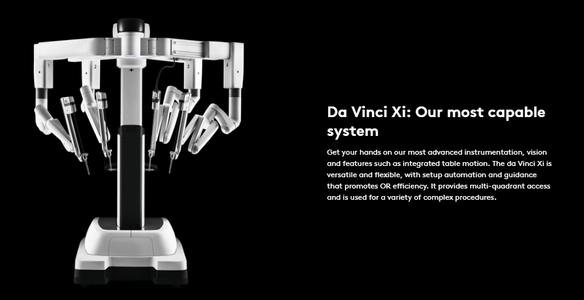 Da Vinci Xi: Our most capable
system
Get your hands on our most advanced instrumentation, vision
and features such as integrated table motion. The da Vinci Xi is
versatile and flexible, with setup automation and guidance
that promotes OR efficiency. It provides multi-quadrant access
and is used for a variety of complex procedures.